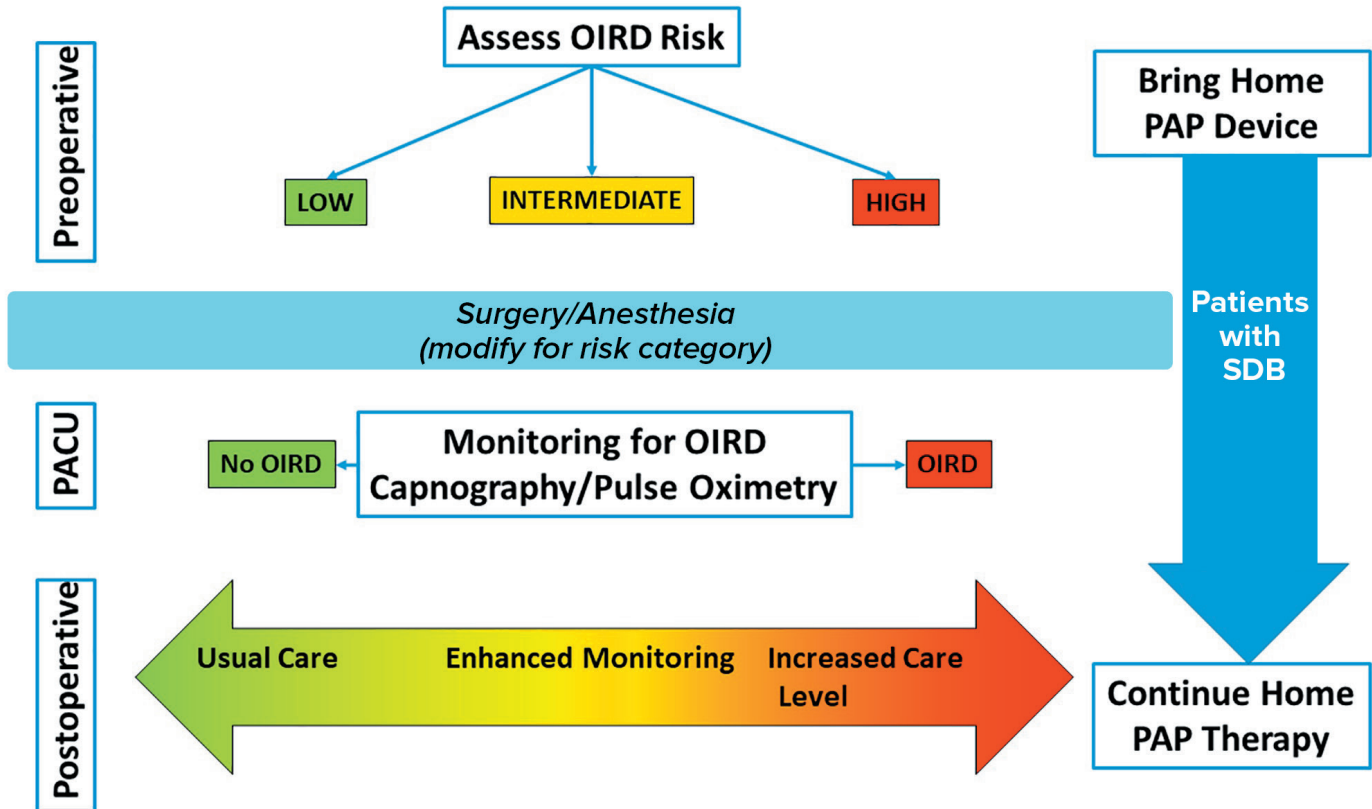 Preoperative
Assess OIRD Risk
LOW
INTERMEDIATE
HIGH
Bring Home
PAP Device
Surgery/Anesthesia
(modify for risk category)
Patients
with
SDB
PACU
No OIRD
Monitoring for OIRD
Capnography/Pulse Oximetry
OIRD
Postoperative
Usual Care
Enhanced Monitoring
Increased Care
Level
Continue Home
PAP Therapy